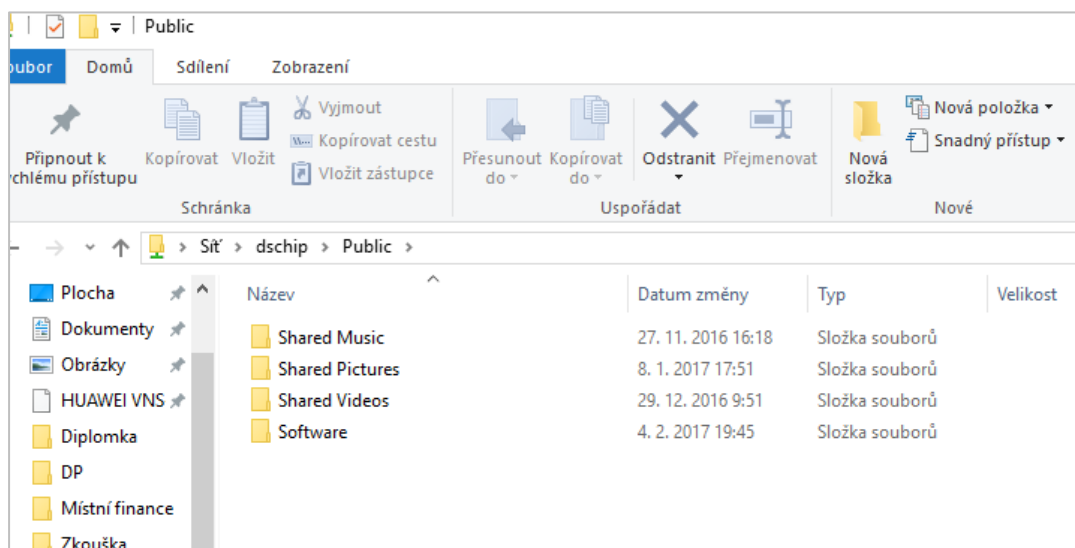 Public
oubor Domů Sdílení Zobrazení
Připnout k
chlému přístupu
Kopírovat
Vložit
Vyjmout
Kopírovat cestu
Vložit zástupce
Schránka
Přesunout
do
Kopírovat
do
Odstranit
Přejmenovat
Uspořádat
Nová
složka
Nová položka
Snadný přístup
Nové
Síť > dschip > Public >
Plocha
Dokumenty
Obrázky
HUAWEI VNS
Diplomka
DP
Místní finance
Zkouška
Název Datum změny Typ Velikost
Shared Music 27. 11. 2016 16:18 Složka souborů
Shared Pictures 8. 1. 2017 17:51 Složka souborů
Shared Videos 29. 12. 2016 9:51 Složka souborů
Software 4. 2. 2017 19:45 Složka souborů